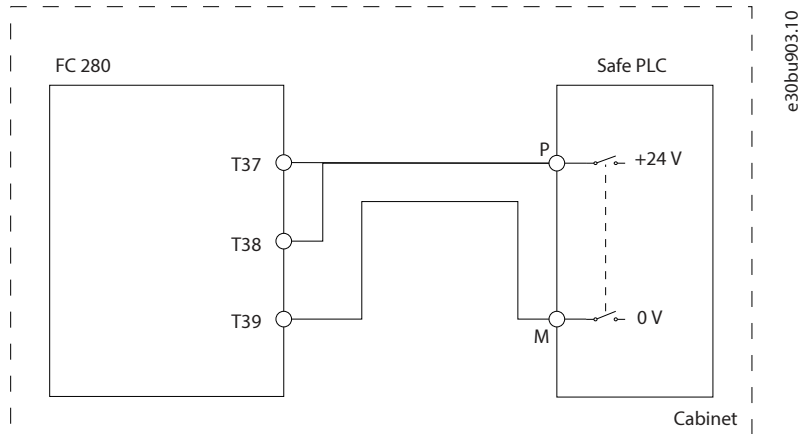 FC 280
Safe PLC
T37
P
+24 V
T38
T39
M
0 V
Cabinet
e30bu903.10